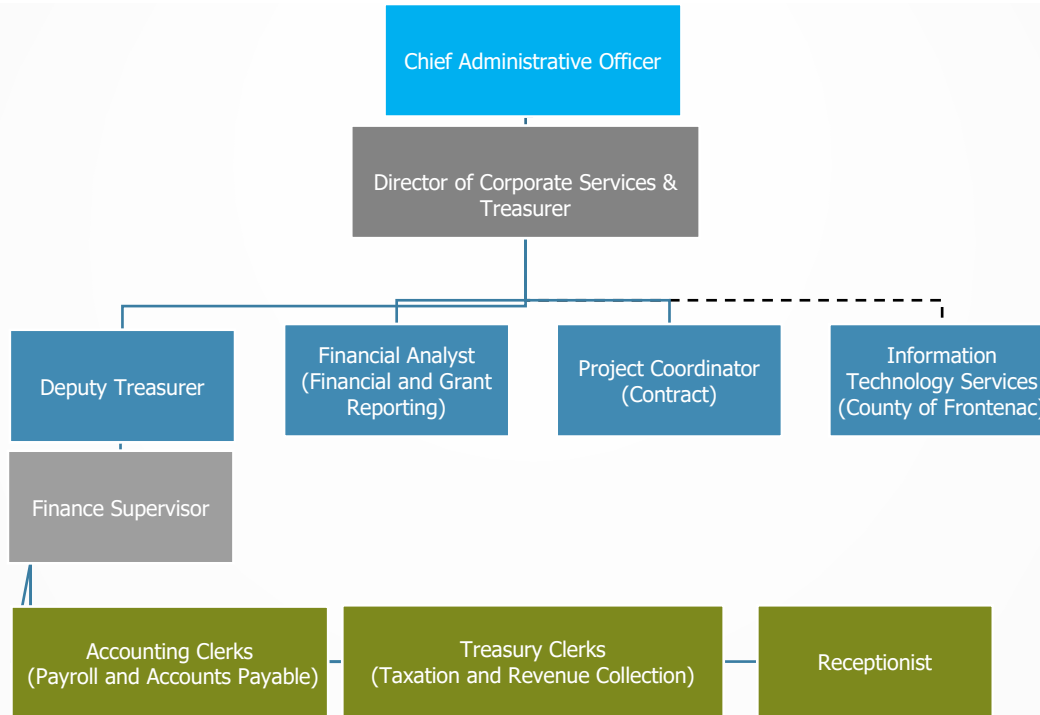 Chief Administrative Officer
Director of Corporate Services &
Treasurer
Deputy Treasurer
Financial Analyst
(Financial and Grant
Reporting)
Project Coordinator
(Contract)
Information
Technology Services
(County of Frontenac)
Finance Supervisor
Accounting Clerks
(Payroll and Accounts Payable)
Treasury Clerks
(Taxation and Revenue Collection)
Receptionist